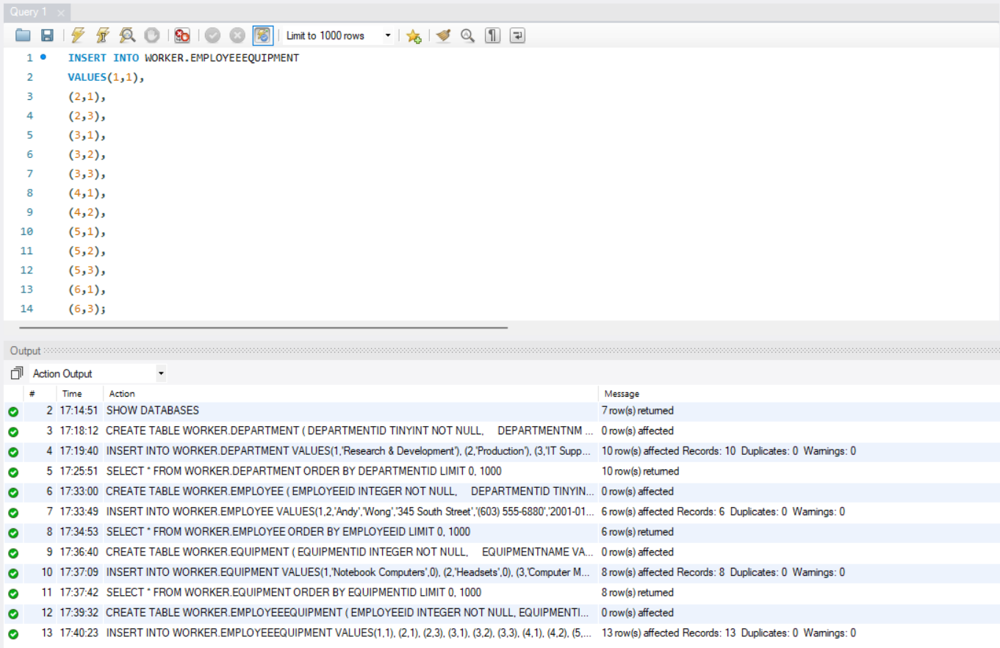 Query 1
Limit to 1000 rows
1 INSERT INTO WORKER.EMPLOYEEEQUIPMENT
2 VALUES(1,1),
3 (2,1),
4 (2,3),
5 (3,1),
6 (3,2),
7 (3,3),
8 (4,1),
9 (4,2),
10 (5,1),
11 (5,2),
12 (5,3),
13 (6,1),
14 (6,3);
Output
Action Output
# Time Action Message
2 17:14:51 SHOW DATABASES 7 row(s) returned
3 17:18:12 CREATE TABLE WORKER.DEPARTMENT ( DEPARTMENTID TINYINT NOT NULL, DEPARTMENTNM ... 0 row(s) affected
4 17:19:40 INSERT INTO WORKER.DEPARTMENT VALUES(1,'Research & Development'), (2,'Production'), (3,'IT Supp... 10 row(s) affected Records: 10 Duplicates: 0 Warnings: 0
5 17:25:51 SELECT * FROM WORKER.DEPARTMENT ORDER BY DEPARTMENTID LIMIT 0, 1000 10 row(s) returned
6 17:33:00 CREATE TABLE WORKER.EMPLOYEE ( EMPLOYEEID INTEGER NOT NULL, DEPARTMENTID TINYIN... 0 row(s) affected
7 17:33:49 INSERT INTO WORKER.EMPLOYEE VALUES(1,2,'Andy','Wong','345 South Street','(603) 555-6880','2001-01... 6 row(s) affected Records: 6 Duplicates: 0 Warnings: 0
8 17:34:53 SELECT * FROM WORKER.EMPLOYEE ORDER BY EMPLOYEEID LIMIT 0, 1000 6 row(s) returned
9 17:36:40 CREATE TABLE WORKER.EQUIPMENT ( EQUIPMENTID INTEGER NOT NULL, EQUIPMENTNAME VA... 0 row(s) affected
10 17:37:09 INSERT INTO WORKER.EQUIPMENT VALUES(1,'Notebook Computers',0), (2,'Headsets',0), (3,'Computer M... 8 row(s) affected Records: 8 Duplicates: 0 Warnings: 0
11 17:37:42 SELECT * FROM WORKER.EQUIPMENT ORDER BY EQUIPMENTID LIMIT 0, 1000 8 row(s) returned
12 17:39:32 CREATE TABLE WORKER.EMPLOYEEEQUIPMENT ( EMPLOYEEID INTEGER NOT NULL, EQUIPMENTI... 0 row(s) affected
13 17:40:23 INSERT INTO WORKER.EMPLOYEEEQUIPMENT VALUES(1,1), (2,1), (2,3), (3,1), (3,2), (3,3), (4,1), (4,2), (5,... 13 row(s) affected Records: 13 Duplicates: 0 Warnings: 0